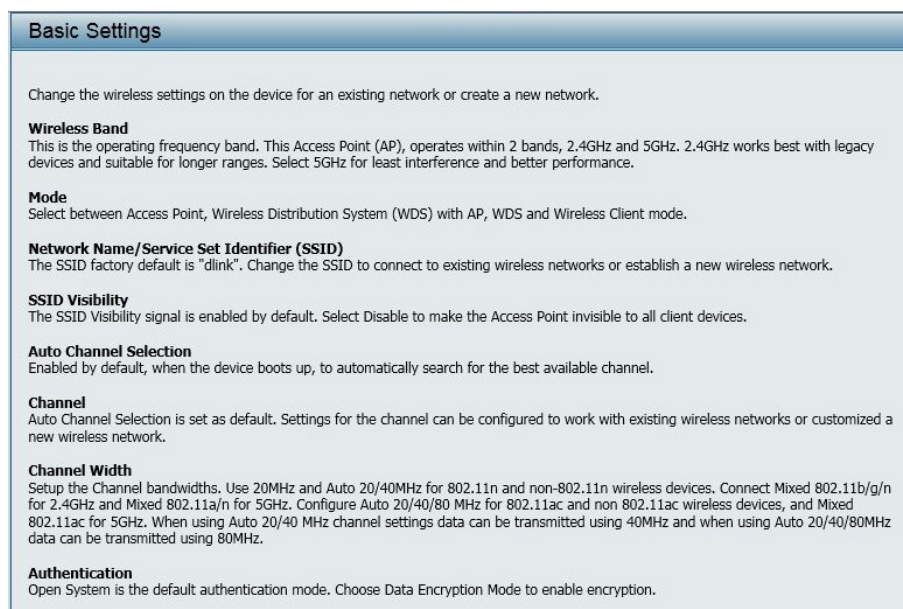 Basic Settings
Change the wireless settings on the device for an existing network or create a new network.
Wireless Band
This is the operating frequency band. This Access Point (AP), operates within 2 bands, 2.4GHz and 5GHz. 2.4GHz works best with legacy
devices and suitable for longer ranges. Select 5GHz for least interference and better performance.
Mode
Select between Access Point, Wireless Distribution System (WDS) with AP, WDS and Wireless Client mode.
Network Name/Service Set Identifier (SSID)
The SSID factory default is "dlink". Change the SSID to connect to existing wireless networks or establish a new wireless network.
SSID Visibility
The SSID Visibility signal is enabled by default. Select Disable to make the Access Point invisible to all client devices.
Auto Channel Selection
Enabled by default, when the device boots up, to automatically search for the best available channel.
Channel
Auto Channel Selection is set as default. Settings for the channel can be configured to work with existing wireless networks or customized a
new wireless network.
Channel Width
Setup the Channel bandwidths. Use 20MHz and Auto 20/40MHz for 802.11n and non-802.11n wireless devices. Connect Mixed 802.11b/g/n
for 2.4GHz and Mixed 802.11a/n for 5GHz. Configure Auto 20/40/80 MHz for 802.11ac and non 802.11ac wireless devices, and Mixed
802.11ac for 5GHz. When using Auto 20/40 MHz channel settings data can be transmitted using 40MHz and when using Auto 20/40/80MHz
data can be transmitted using 80MHz.
Authentication
Open System is the default authentication mode. Choose Data Encryption Mode to enable encryption.